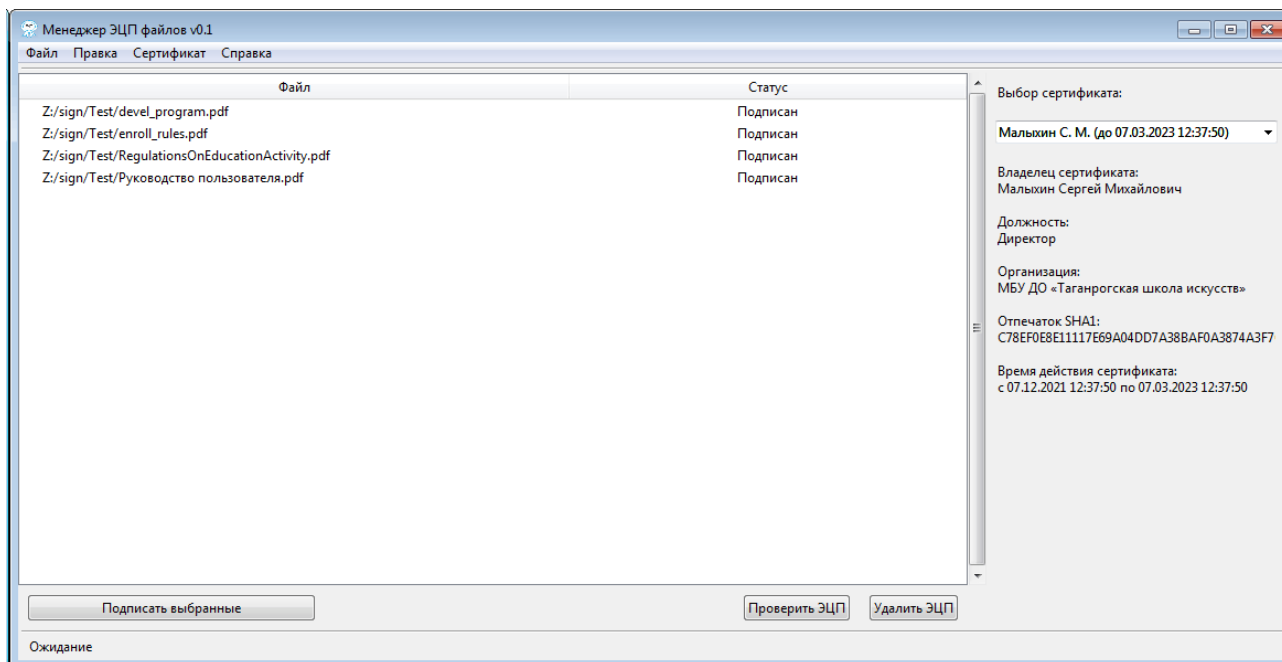 Менеджер ЭЦП файлов v0.1
Файл Правка Сертификат Справка
Файл Статус
Z:/sign/Test/devel_program.pdf Подписан
Z:/sign/Test/enroll_rules.pdf Подписан
Z:/sign/Test/RegulationsOnEducationActivity.pdf Подписан
Z:/sign/Test/Руководство пользователя.pdf Подписан
Выбор сертификата:
Малыхин С. М. (до 07.03.2023 12:37:50)
Владелец сертификата:
Малыхин Сергей Михайлович
Должность:
Директор
Организация:
МБУ ДО «Таганрогская школа искусств»
Отпечаток SHA1:
C78EF0E8E11117E69A04DD7A38BAF0A3874A3F7
Время действия сертификата:
с 07.12.2021 12:37:50 по 07.03.2023 12:37:50
Подписать выбранные Проверить ЭЦП Удалить ЭЦП
Ожидание